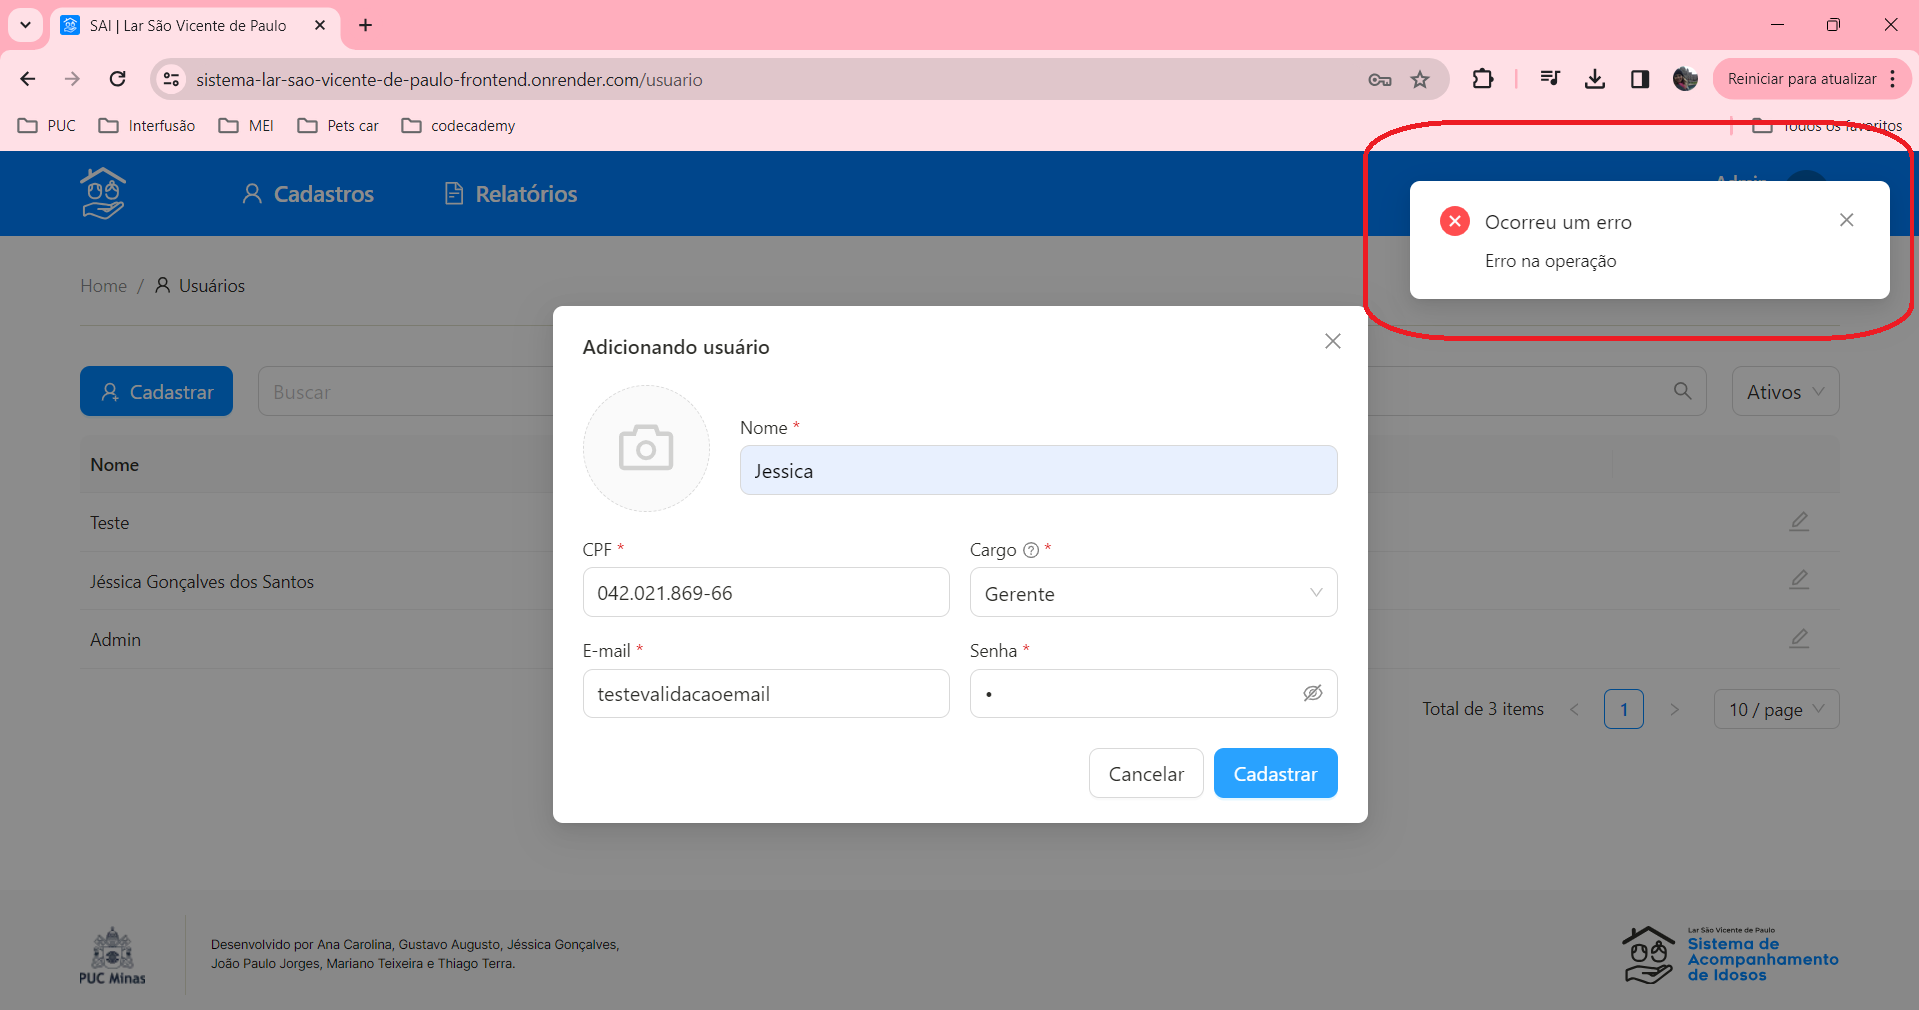 SAI | Lar São Vicente de Paulo
sistema-lar-sao-vicente-de-paulo-frontend.onrender.com/usuario
Reiniciar para atualizar
PUC Interfusão MEI Pets car codecademy Todos os favoritos
Cadastros Relatórios Admin
Ocorreu um erro
Erro na operação
Home / Usuários
Adicionando usuário
Cadastrar Buscar Ativos
Nome *
Jessica
Nome
Teste
Jéssica Gonçalves dos Santos
Admin
CPF * Cargo *
042.021.869-66 Gerente
E-mail * Senha *
testevalidacaoemail •
Total de 3 items < 1 > 10 / page
Cancelar Cadastrar
PUC Minas
Desenvolvido por Ana Carolina, Gustavo Augusto, Jéssica Gonçalves,
João Paulo Jorges, Mariano Teixeira e Thiago Terra.
Lar São Vicente de Paulo
Sistema de
Acompanhamento
de Idosos